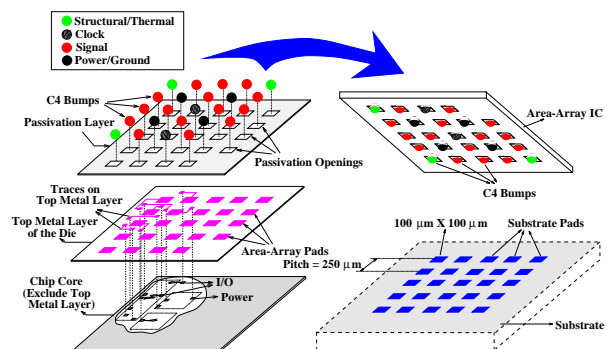 Structural/Thermal
Clock
Signal
Power/Ground
C4 Bumps
Passivation Layer
Passivation Openings
Area-Array IC
C4 Bumps
Traces on
Top Metal Layer
Top Metal Layer
of the Die
Area-Array Pads
100 μm X 100 μm
Substrate Pads
Pitch = 250 μm
I/O
Chip Core
(Exclude Top
Metal Layer)
Power
Substrate